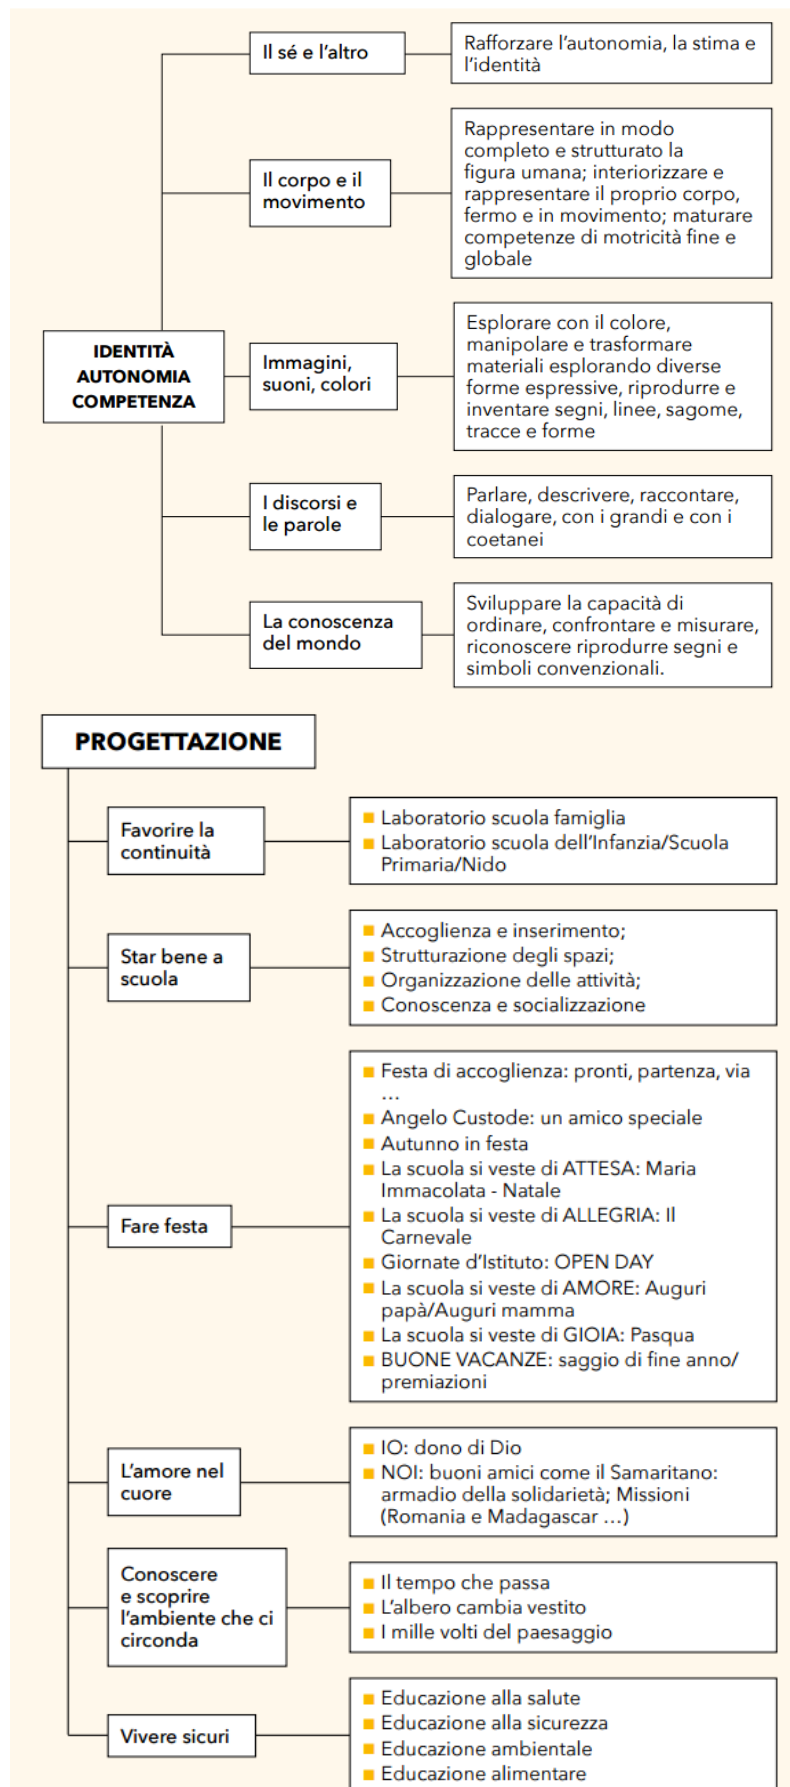 Il sé e l'altro
Rafforzare l'autonomia, la stima e
l'identità
Il corpo e il
movimento
Rappresentare in modo
completo e strutturato la
figura umana; interiorizzare e
rappresentare il proprio corpo,
fermo e in movimento; maturare
competenze di motricità fine e
globale
IDENTITÀ
AUTONOMIA
COMPETENZA
Immagini,
suoni, colori
Esplorare con il colore,
manipolare e trasformare
materiali esplorando diverse
forme espressive, riprodurre e
inventare segni, linee, sagome,
tracce e forme
I discorsi e
le parole
Parlare, descrivere, raccontare,
dialogare, con i grandi e con i
coetanei
La conoscenza
del mondo
Sviluppare la capacità di
ordinare, confrontare e misurare,
riconoscere riprodurre segni e
simboli convenzionali.
PROGETTAZIONE
Favorire la
continuità
■ Laboratorio scuola famiglia
■ Laboratorio scuola dell'Infanzia/Scuola
Primaria/Nido
Star bene a
scuola
■ Accoglienza e inserimento;
■ Strutturazione degli spazi;
■ Organizzazione delle attività;
■ Conoscenza e socializzazione
Fare festa
■ Festa di accoglienza: pronti, partenza, via
…
■ Angelo Custode: un amico speciale
■ Autunno in festa
■ La scuola si veste di ATTESA: Maria
Immacolata - Natale
■ La scuola si veste di ALLEGRIA: Il
Carnevale
■ Giornate d'Istituto: OPEN DAY
■ La scuola si veste di AMORE: Auguri
papà/Auguri mamma
■ La scuola si veste di GIOIA: Pasqua
■ BUONE VACANZE: saggio di fine anno/
premiazioni
L'amore nel
cuore
■ IO: dono di Dio
■ NOI: buoni amici come il Samaritano:
armadio della solidarietà; Missioni
(Romania e Madagascar …)
Conoscere
e scoprire
l'ambiente che ci
circonda
■ Il tempo che passa
■ L'albero cambia vestito
■ I mille volti del paesaggio
Vivere sicuri
■ Educazione alla salute
■ Educazione alla sicurezza
■ Educazione ambientale
■ Educazione alimentare